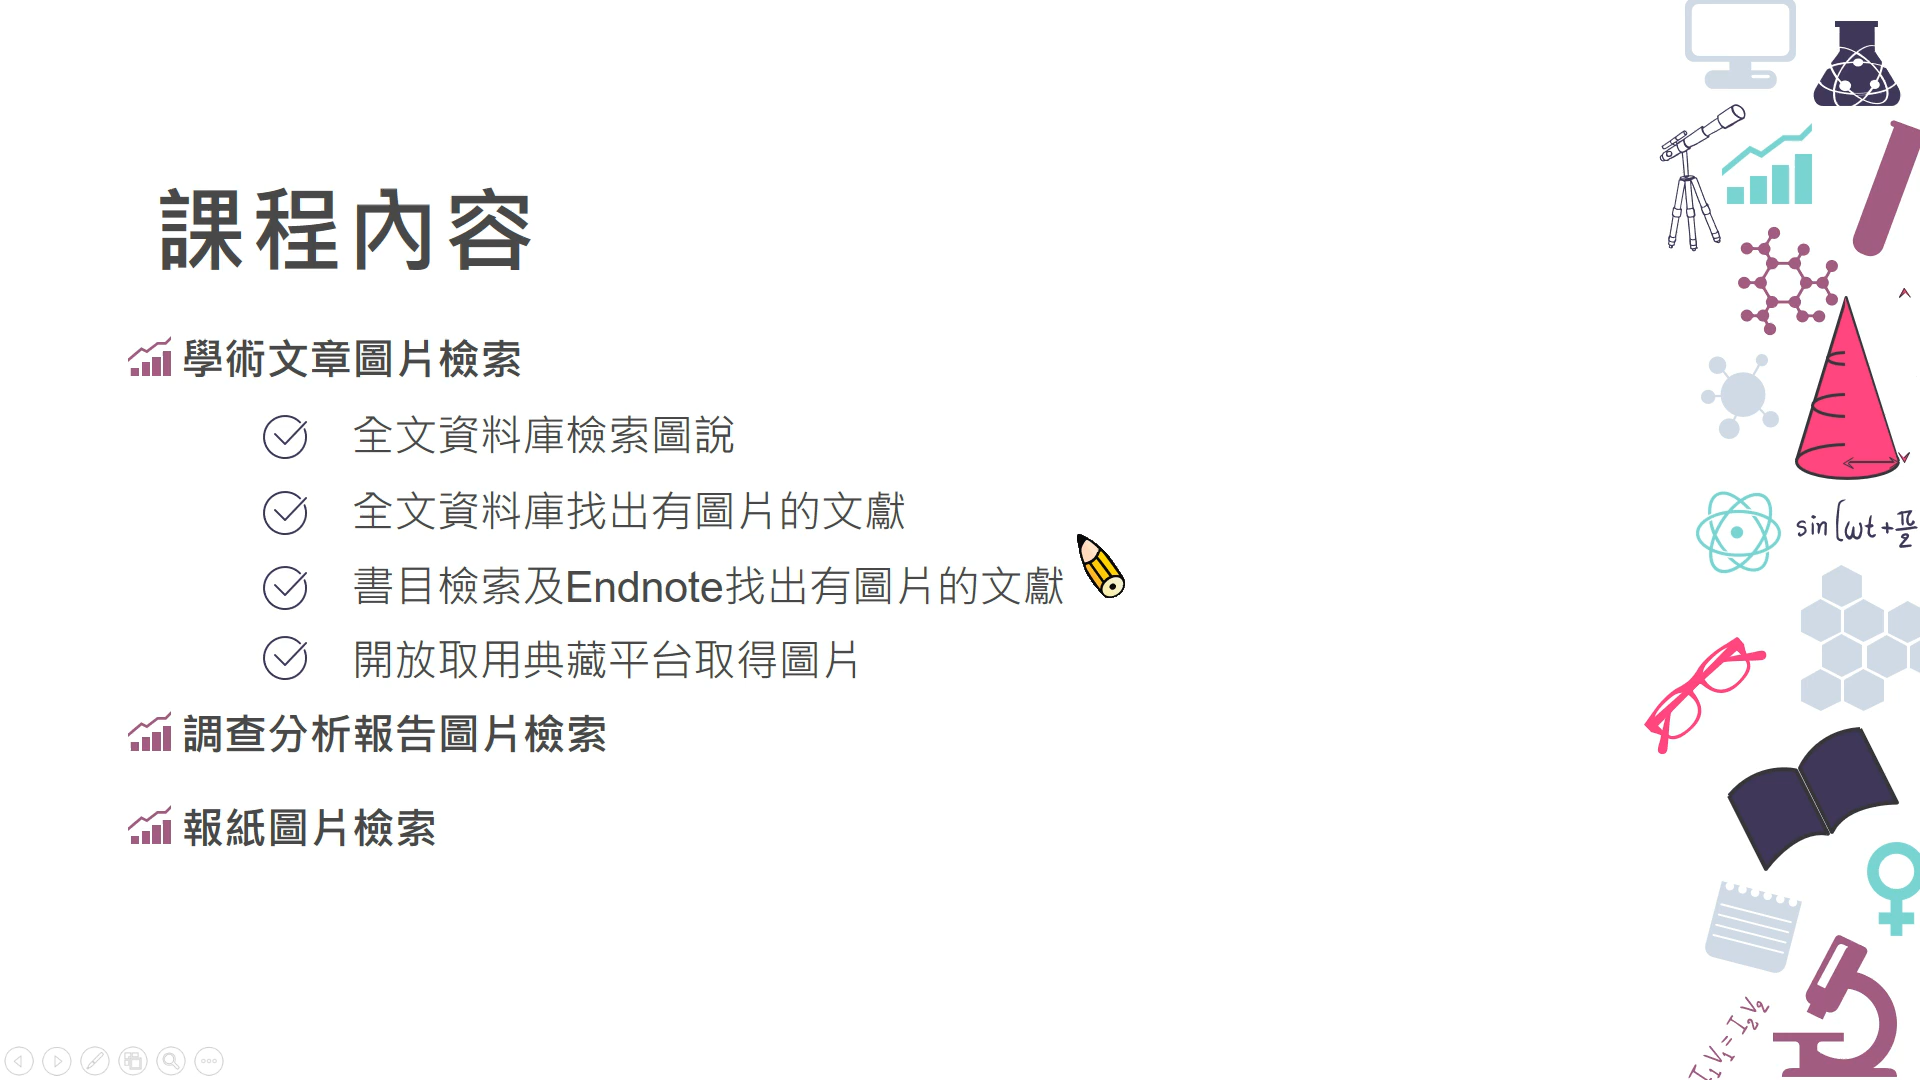 課程內容
學術文章圖片檢索
全文資料庫檢索圖說
全文資料庫找出有圖片的文獻
書目檢索及Endnote找出有圖片的文獻
開放取用典藏平台取得圖片
調查分析報告圖片檢索
報紙圖片檢索
sin(ωt+π/2
I₁V₁=I₂V₂